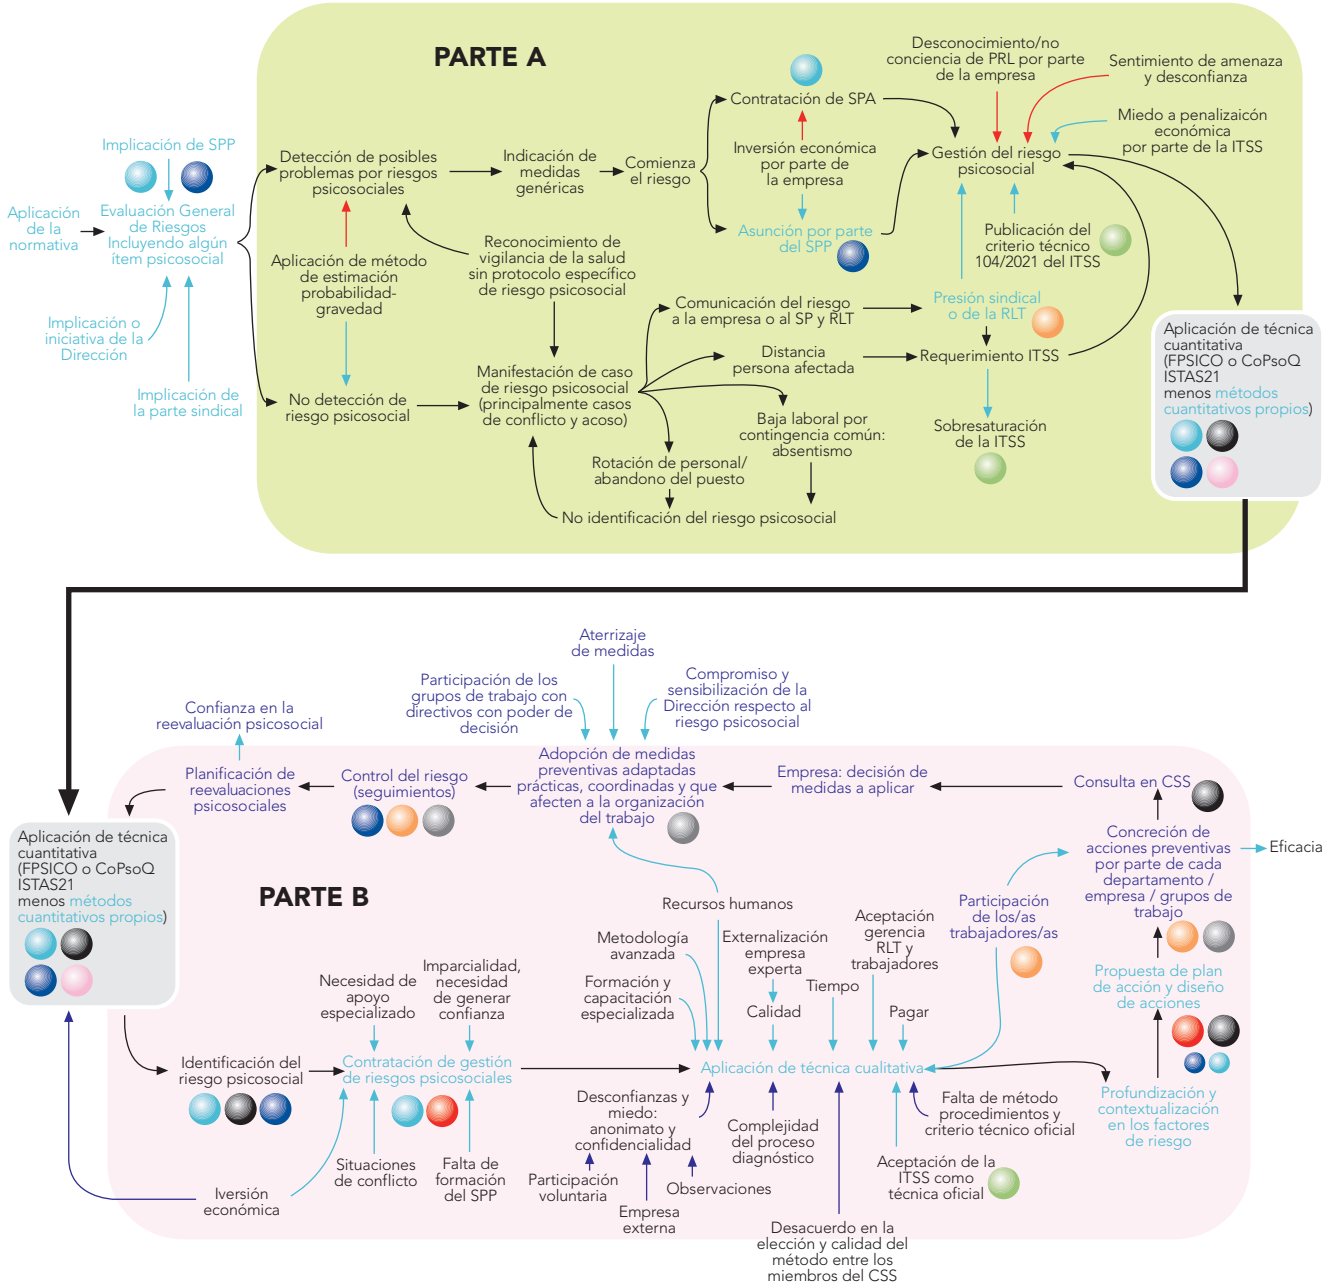 PARTE A
Desconocimiento/no
conciencia de PRL por parte
de la empresa
Sentimiento de amenaza
y desconfianza
Contratación de SPA
Miedo a penalizaicón
económica
por parte de la ITSS
Implicación de SPP
Detección de posibles
problemas por riesgos
psicosociales
Indicación de
medidas
genéricas
Comienza
el riesgo
Inversión económica
por parte de
la empresa
Gestión del riesgo
psicosocial
Aplicación
de la
normativa
Evaluación General
de Riesgos
Incluyendo algún
ítem psicosocial
Asunción por parte
del SPP
Publicación del
criterio técnico
104/2021 del ITSS
Aplicación de método
de estimación
probabilidad-
gravedad
Reconocimiento de
vigilancia de la salud
sin protocolo específico
de riesgo psicosocial
Comunicación del riesgo
a la empresa o al SP y RLT
Presión sindical
o de la RLT
Implicación o
iniciativa de la
Dirección
Distancia
persona afectada
Requerimiento ITSS
Aplicación de técnica
cuantitativa
(FPSICO o CoPsoQ
ISTAS21
menos métodos
cuantitativos propios)
Implicación de
la parte sindical
No detección de
riesgo psicosocial
Manifestación de caso
de riesgo psicosocial
(principalmente casos
de conflicto y acoso)
Baja laboral por
contingencia común:
absentismo
Sobresaturación
de la ITSS
Rotación de personal/
abandono del puesto
No identificación del riesgo psicosocial
Aterrizaje
de medidas
Participación de los
grupos de trabajo con
directivos con poder de
decisión
Compromiso y
sensibilización de la
Dirección respecto al
riesgo psicosocial
Confianza en la
reevaluación psicosocial
Planificación de
reevaluaciones
psicosociales
Control del riesgo
(seguimientos)
Adopción de medidas
preventivas adaptadas
prácticas, coordinadas y que
afecten a la organización
del trabajo
Empresa: decisión de
medidas a aplicar
Consulta en CSS
Aplicación de técnica
cuantitativa
(FPSICO o CoPsoQ
ISTAS21
menos métodos
cuantitativos propios)
Concreción de
acciones preventivas
por parte de cada
departamento /
empresa / grupos de
trabajo
Eficacia
PARTE B
Recursos humanos
Participación
de los/as
trabajadores/as
Metodología
avanzada
Externalización
empresa
experta
Aceptación
gerencia
RLT y
trabajadores
Necesidad de
apoyo
especializado
Imparcialidad,
necesidad
de generar
confianza
Formación y
capacitación
especializada
Calidad
Tiempo
Pagar
Propuesta de plan
de acción y diseño
de acciones
Identificación del
riesgo psicosocial
Contratación de gestión
de riesgos psicosociales
Aplicación de técnica cualitativa
Profundización y
contextualización
en los factores
de riesgo
Desconfianzas y
miedo:
anonimato y
confidencialidad
Complejidad
del proceso
diagnóstico
Falta de método
procedimientos y
criterio técnico oficial
Situaciones
de conflicto
Falta de
formación
del SPP
Participación
voluntaria
Observaciones
Aceptación de la
ITSS como
técnica oficial
Iversión
económica
Empresa
externa
Desacuerdo en la
elección y calidad del
método entre los
miembros del CSS